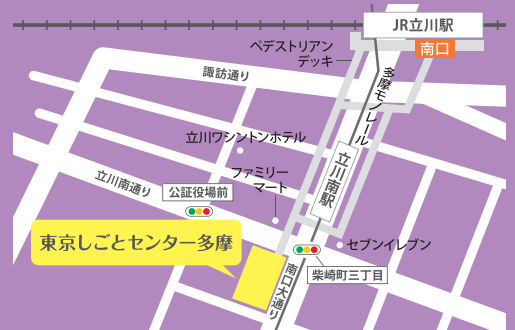 JR立川駅
南口
ペデストリアン
デッキ
多摩モノレール
諏訪通り
立川ワシントンホテル
立川南駅
ファミリー
マート
立川南通り
公証役場前
東京しごとセンター多摩
セブンイレブン
柴崎町三丁目
南口大通り